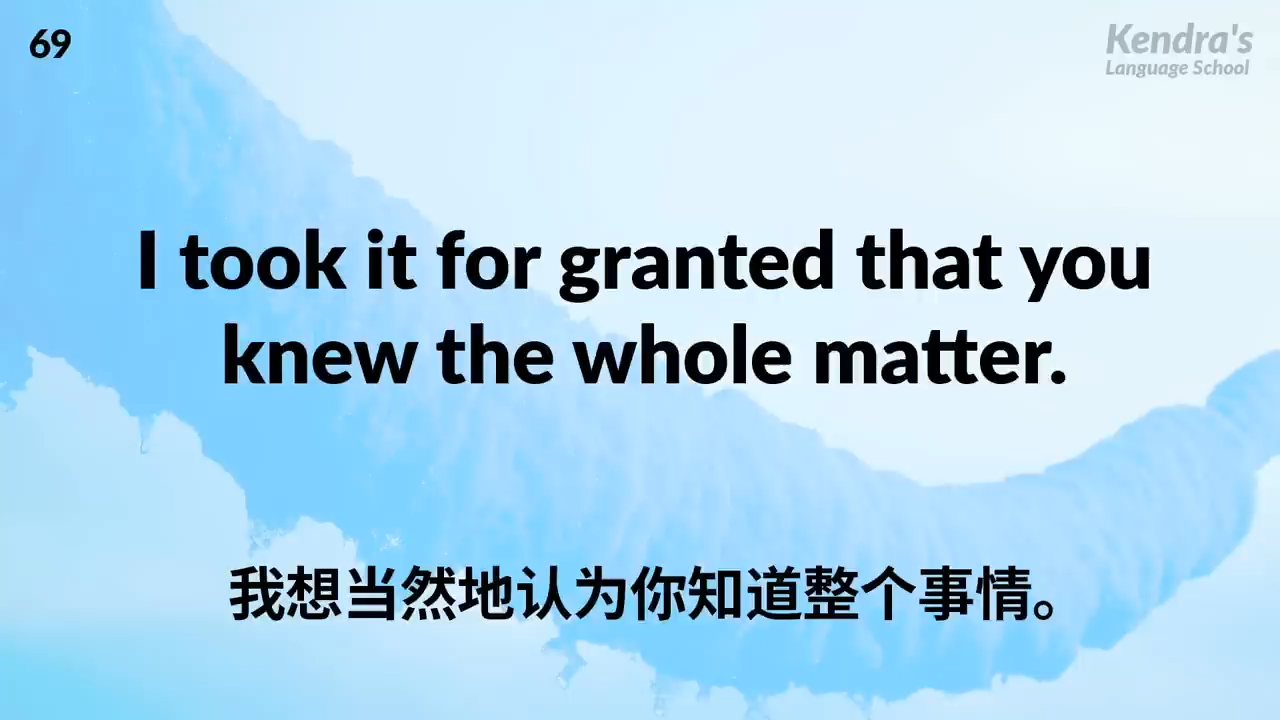 69
Kendra's
Language School
I took it for granted that you
knew the whole matter.
我想当然地认为你知道整个事情。